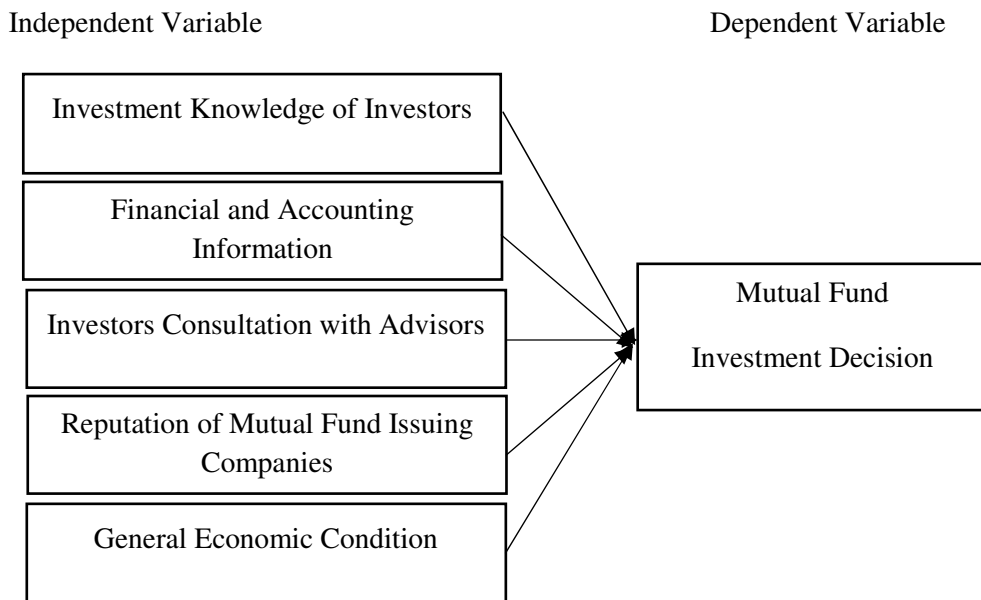 Independent Variable
Dependent Variable
Investment Knowledge of Investors
Financial and Accounting
Information
Investors Consultation with Advisors
Reputation of Mutual Fund Issuing
Companies
General Economic Condition
Mutual Fund
Investment Decision